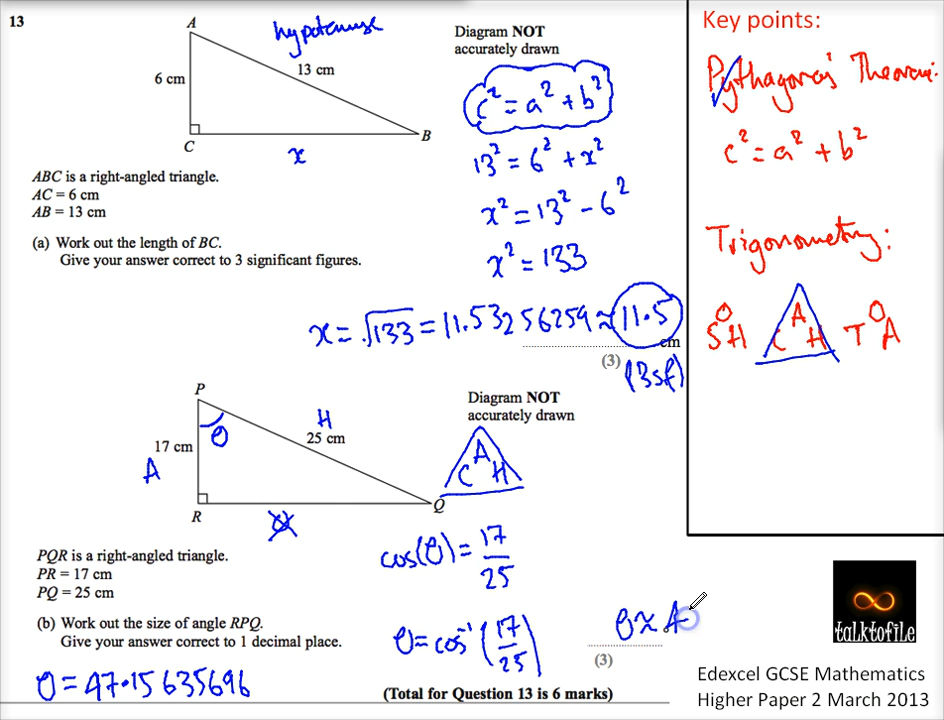 13
A
hypotenuse
Diagram NOT
accurately drawn
6 cm
13 cm
C
B
x
c² = a² + b²
13² = 6² + x²
x² = 13² - 6²
x² = 133
ABC is a right-angled triangle.
AC = 6 cm
AB = 13 cm
(a) Work out the length of BC.
Give your answer correct to 3 significant figures.
x = √133 = 11.53256259 ≈ 11.5
cm
(3)
(3sf)
P
Diagram NOT
accurately drawn
θ
H
17 cm
25 cm
A
A
C H
R
Q
O
cos(θ) = 17/25
PQR is a right-angled triangle.
PR = 17 cm
PQ = 25 cm
(b) Work out the size of angle RPQ.
Give your answer correct to 1 decimal place.
θ = cos⁻¹(17/25)
θ ≈ 4
(3)
θ = 47.15635696
(Total for Question 13 is 6 marks)
Key points:
Pythagoras's Theorem:
c² = a² + b²
Trigonometry:
O A O
SH C H T A
talktofile
Edexcel GCSE Mathematics
Higher Paper 2 March 2013